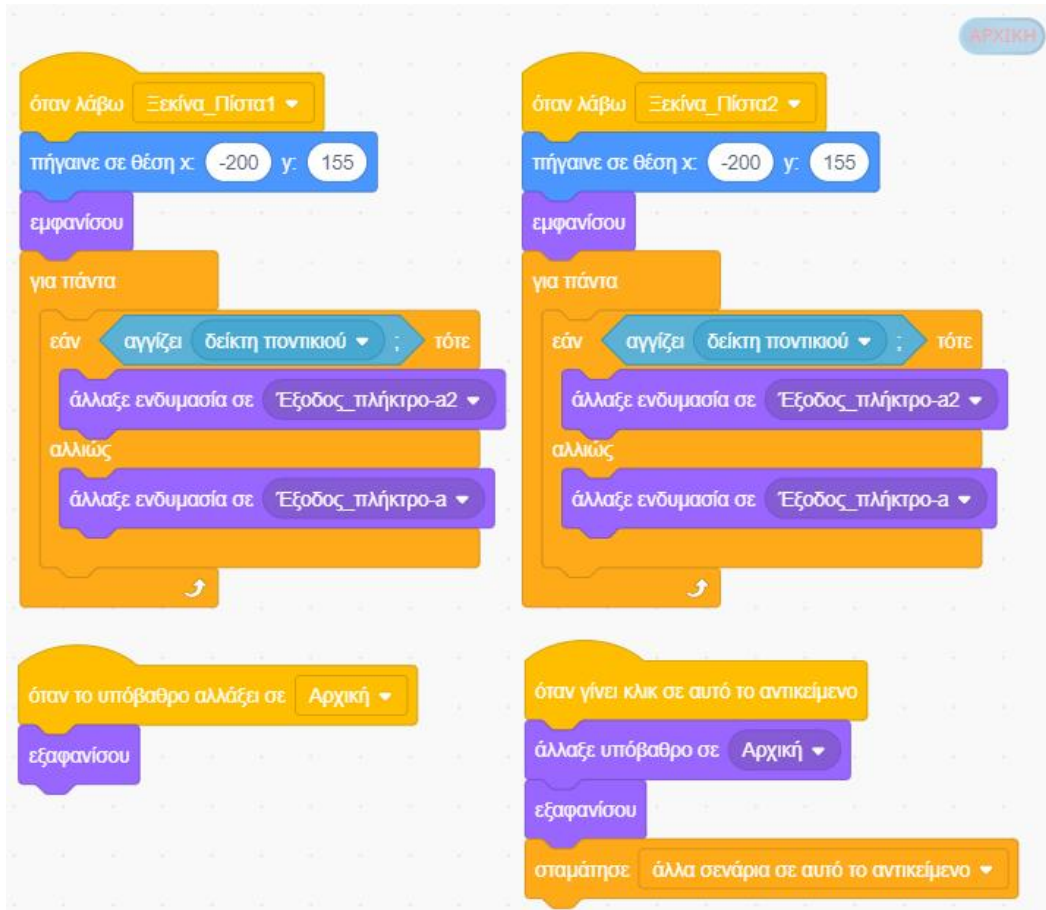 ΑΡΧΙΚΗ
όταν λάβω Ξεκίνα_Πίστα1
πήγαινε σε θέση x: -200 y: 155
εμφανίσου
για πάντα
εάν αγγίζει δείκτη ποντικιού ; τότε
άλλαξε ενδυμασία σε Έξοδος_πλήκτρο-a2
αλλιώς
άλλαξε ενδυμασία σε Έξοδος_πλήκτρο-a
όταν λάβω Ξεκίνα_Πίστα2
πήγαινε σε θέση x: -200 y: 155
εμφανίσου
για πάντα
εάν αγγίζει δείκτη ποντικιού ; τότε
άλλαξε ενδυμασία σε Έξοδος_πλήκτρο-a2
αλλιώς
άλλαξε ενδυμασία σε Έξοδος_πλήκτρο-a
όταν το υπόβαθρο αλλάξει σε Αρχική
εξαφανίσου
όταν γίνει κλικ σε αυτό το αντικείμενο
άλλαξε υπόβαθρο σε Αρχική
εξαφανίσου
σταμάτησε άλλα σενάρια σε αυτό το αντικείμενο